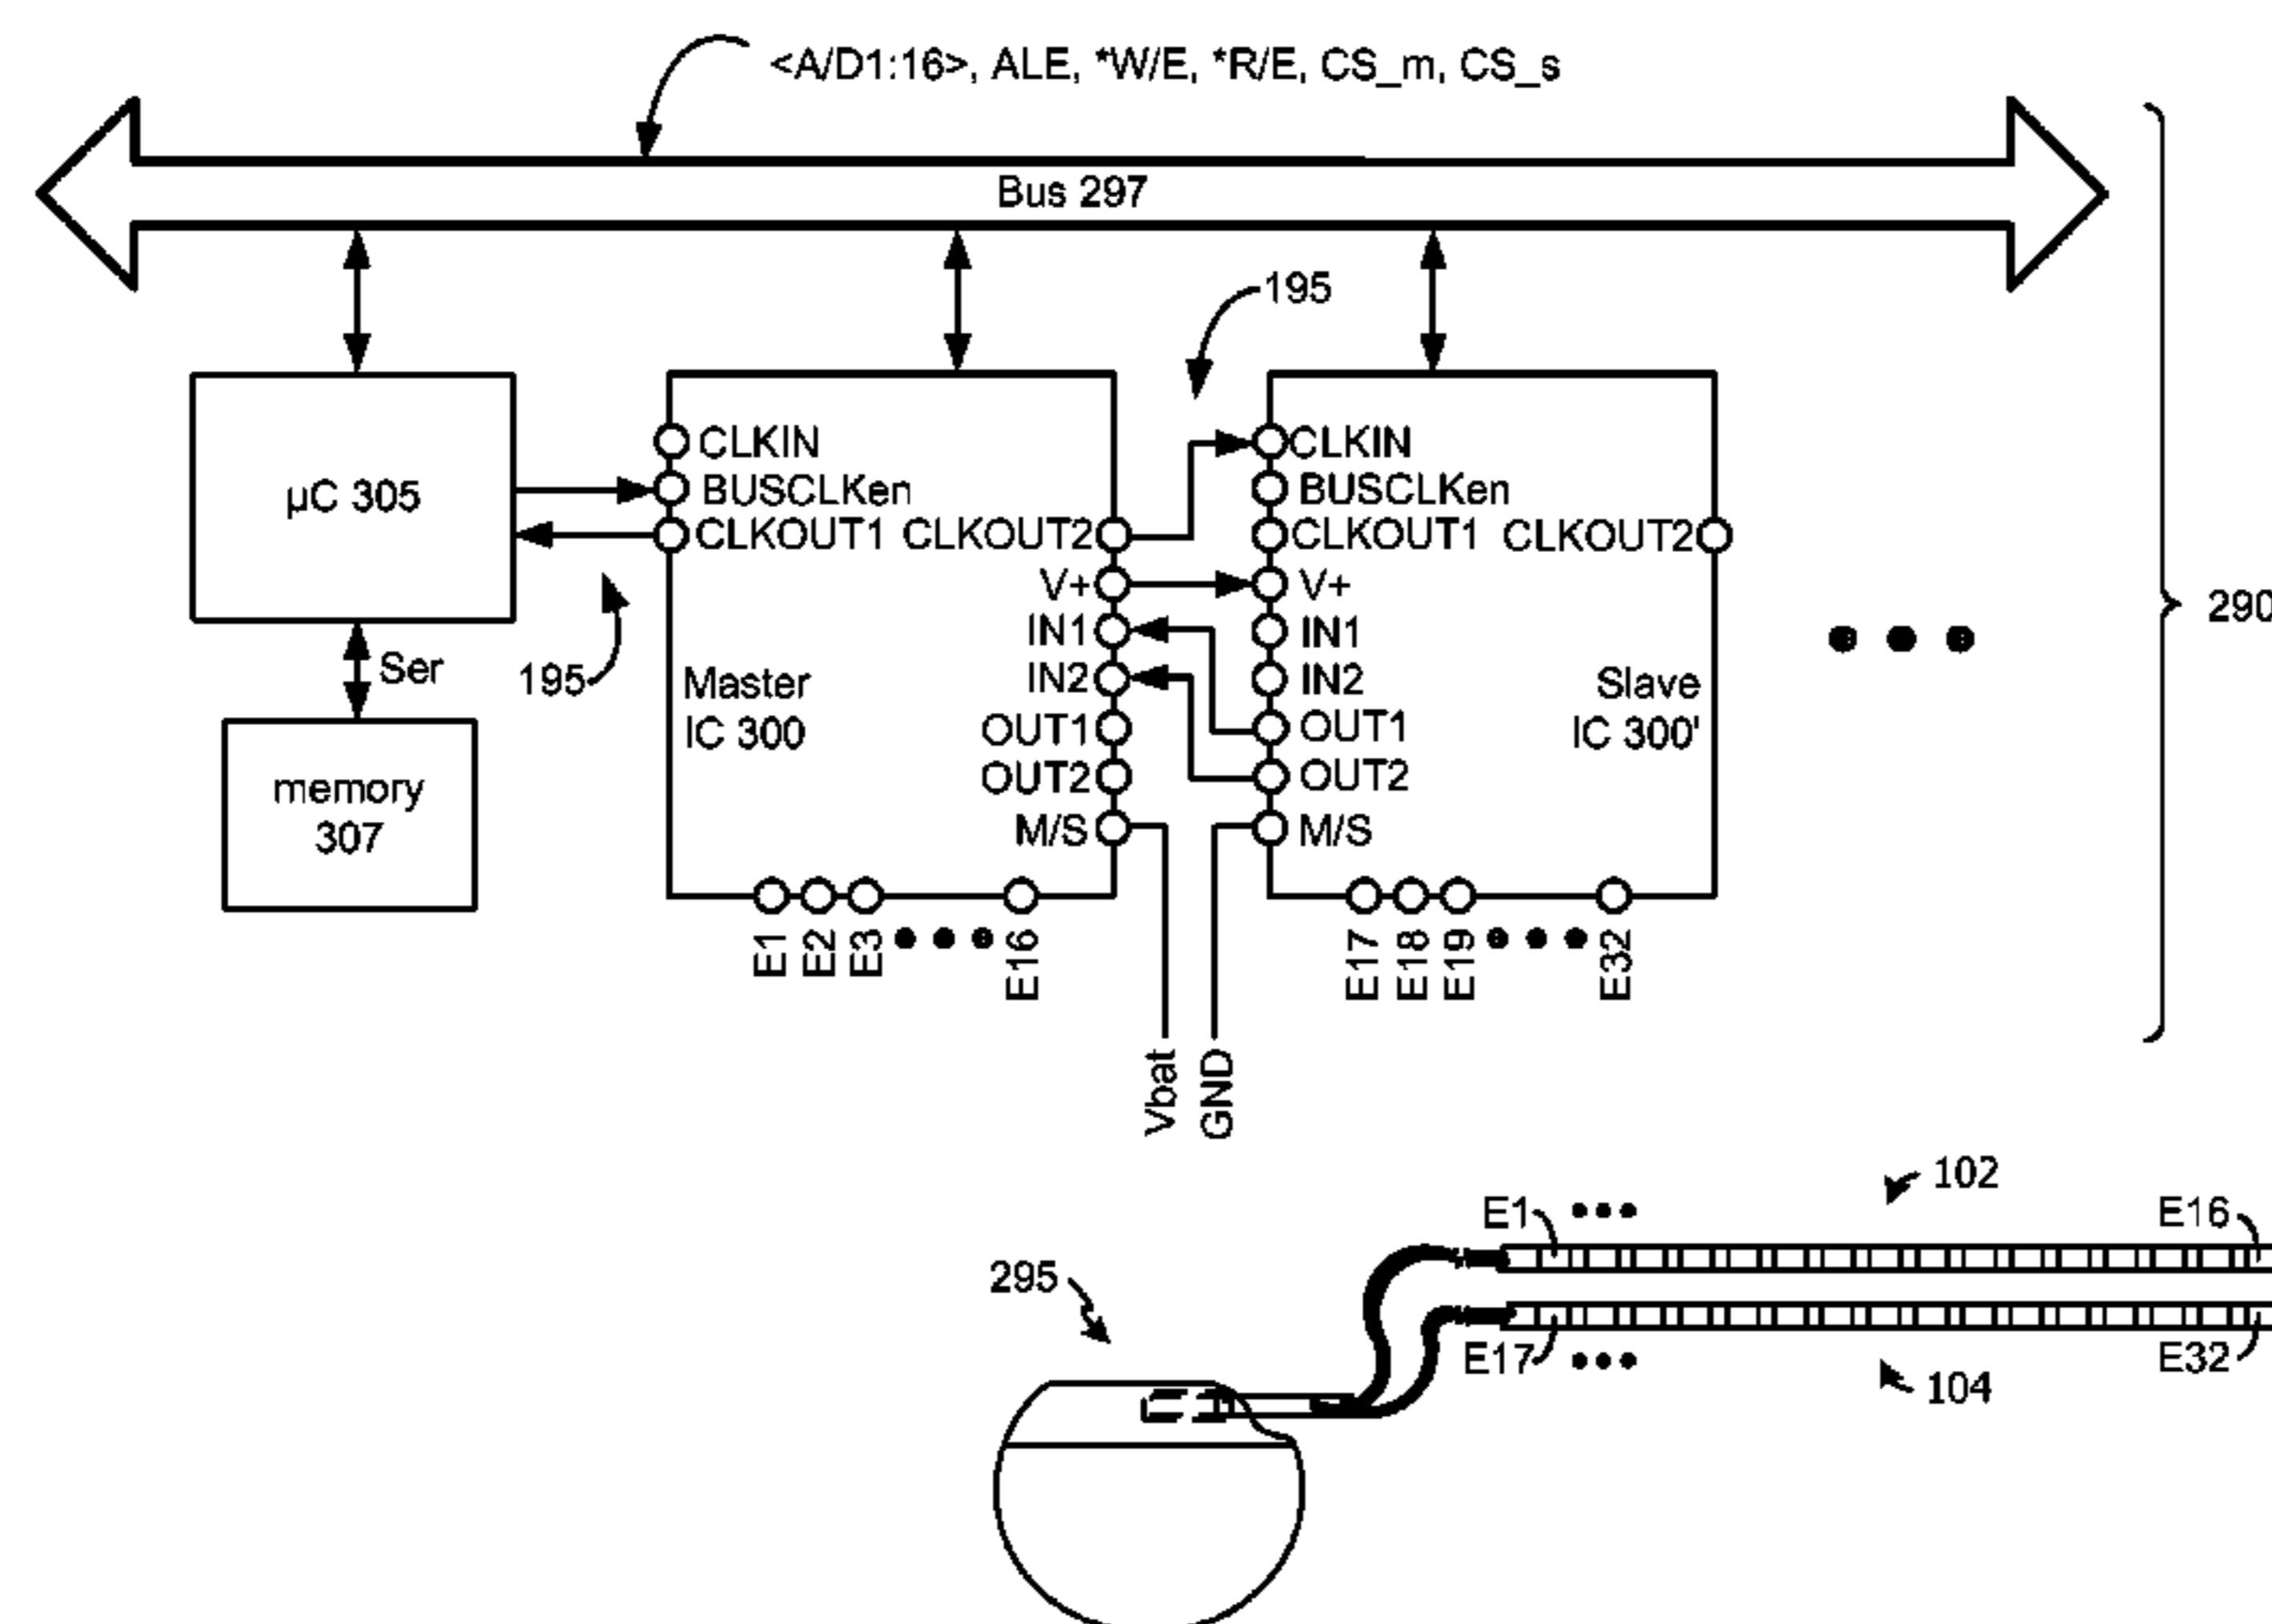 <A/D1:16>, ALE, *W/E, *R/E, CS_m, CS_s
Bus 297
195
CLKIN
CLKIN
µC 305
BUSCLKen
BUSCLKen
CLKOUT1 CLKOUT2
CLKOUT1 CLKOUT2
V+
V+
290
IN1
IN1
Ser
195
IN2
IN2
Master
IC 300
Slave
IC 300'
OUT1
OUT1
memory
307
OUT2
OUT2
M/S
M/S
E1
E2
E3
E16
E17
E18
E19
E32
Vbat
GND
102
E1
E16
295
E17
E32
104